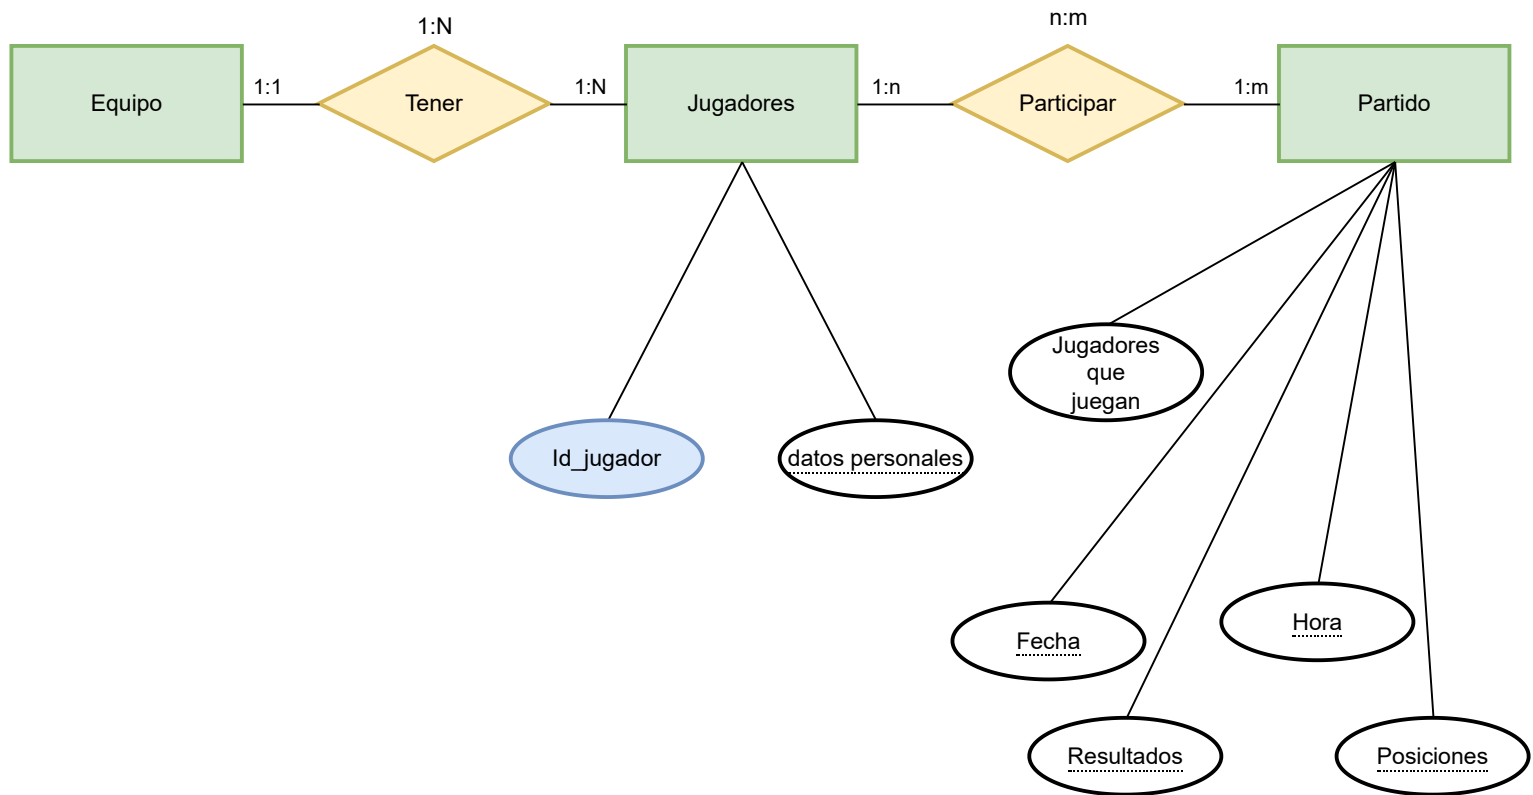 1:N
n:m
Equipo
1:1
Tener
1:N
Jugadores
1:n
Participar
1:m
Partido
Jugadores
que
juegan
Id_jugador
datos personales
Fecha
Hora
Resultados
Posiciones